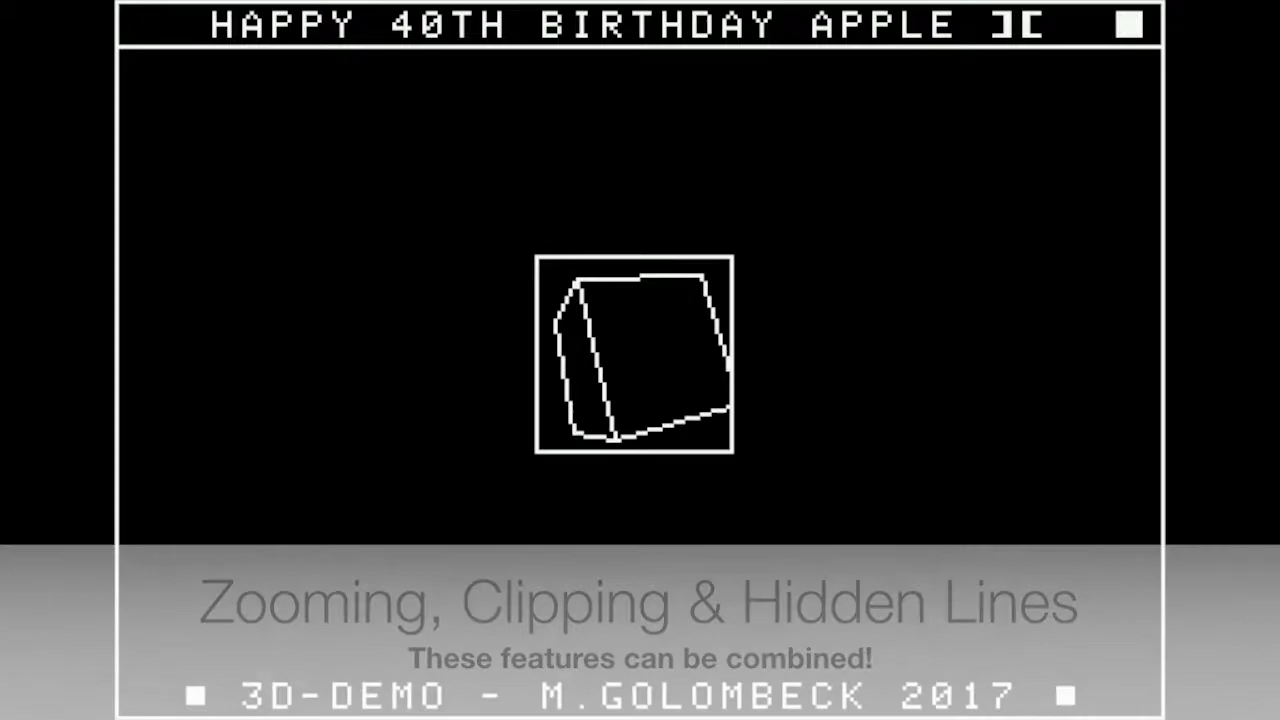 HAPPY 40TH BIRTHDAY APPLE ][
Zooming, Clipping & Hidden Lines
These features can be combined!
3D-DEMO - M.GOLOMBECK 2017